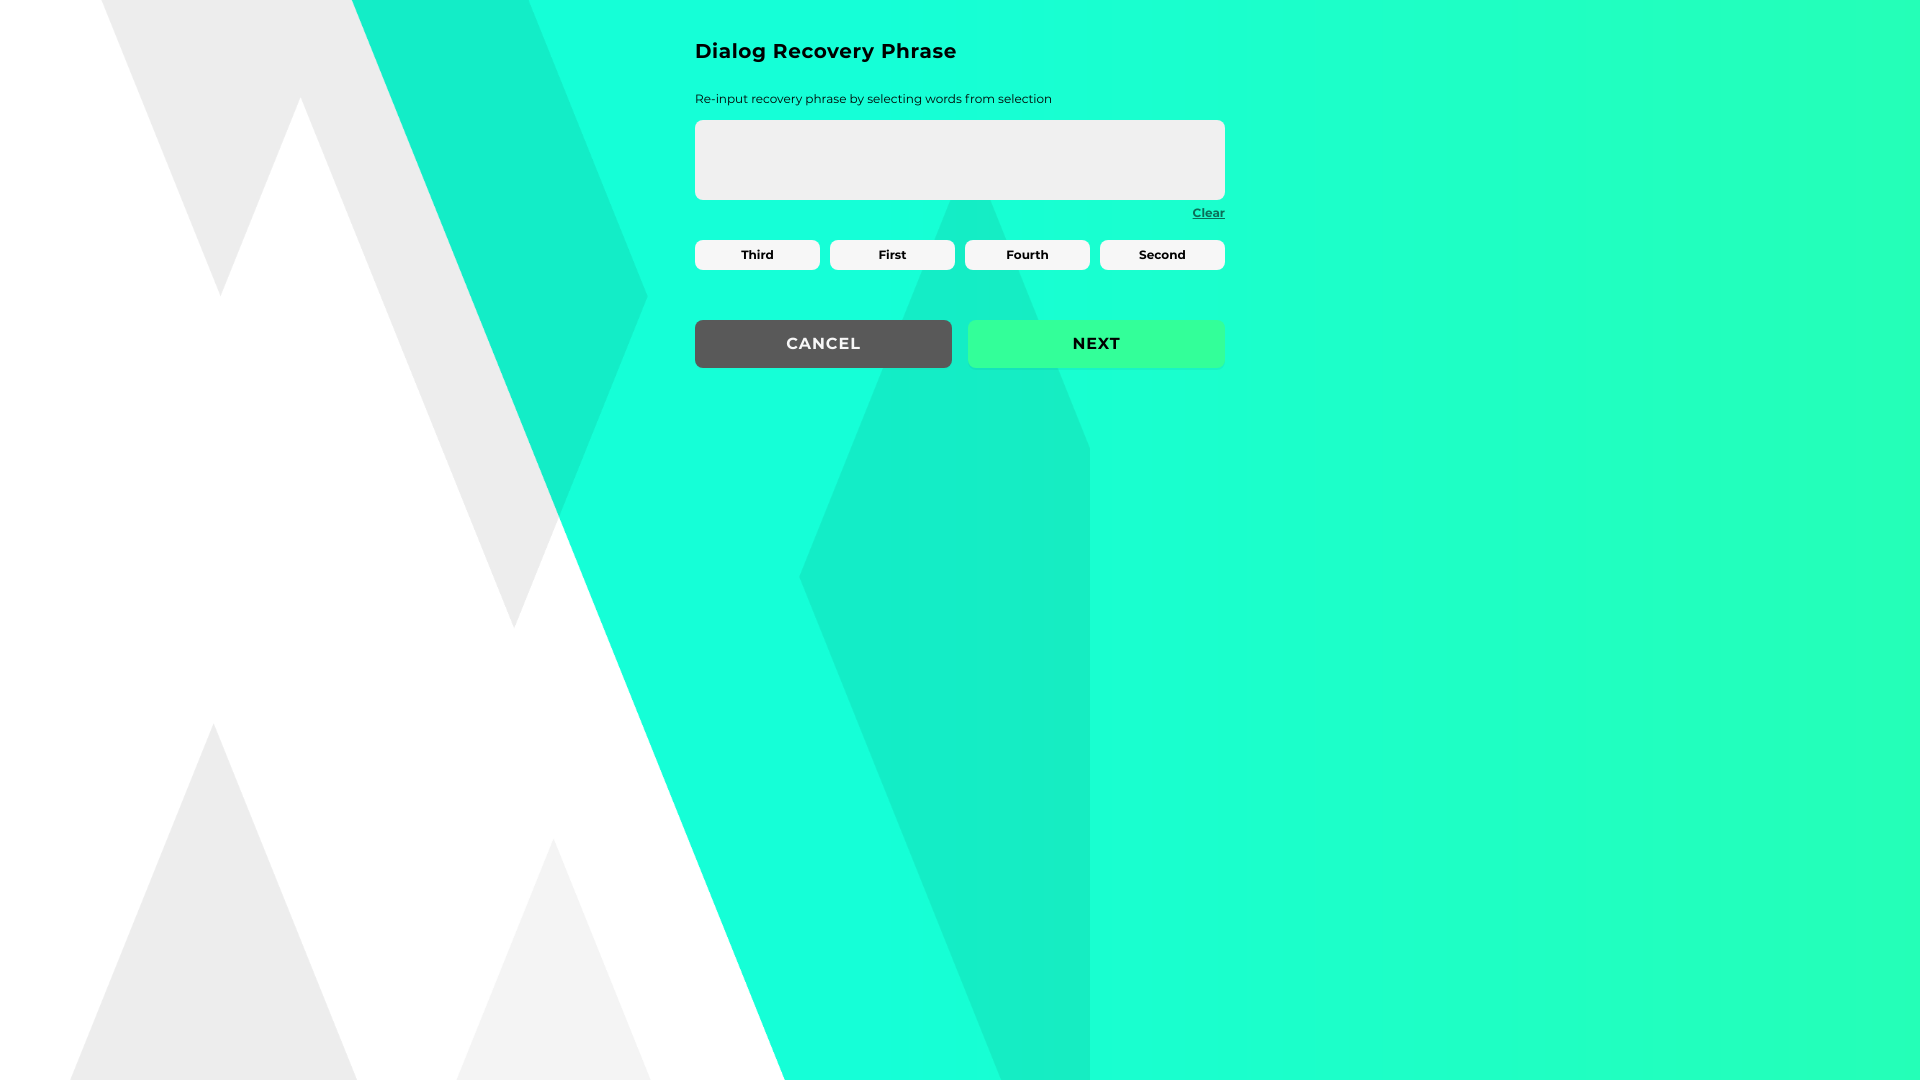 Dialog Recovery Phrase
Re-input recovery phrase by selecting words from selection
Clear
Third First Fourth Second
CANCEL NEXT